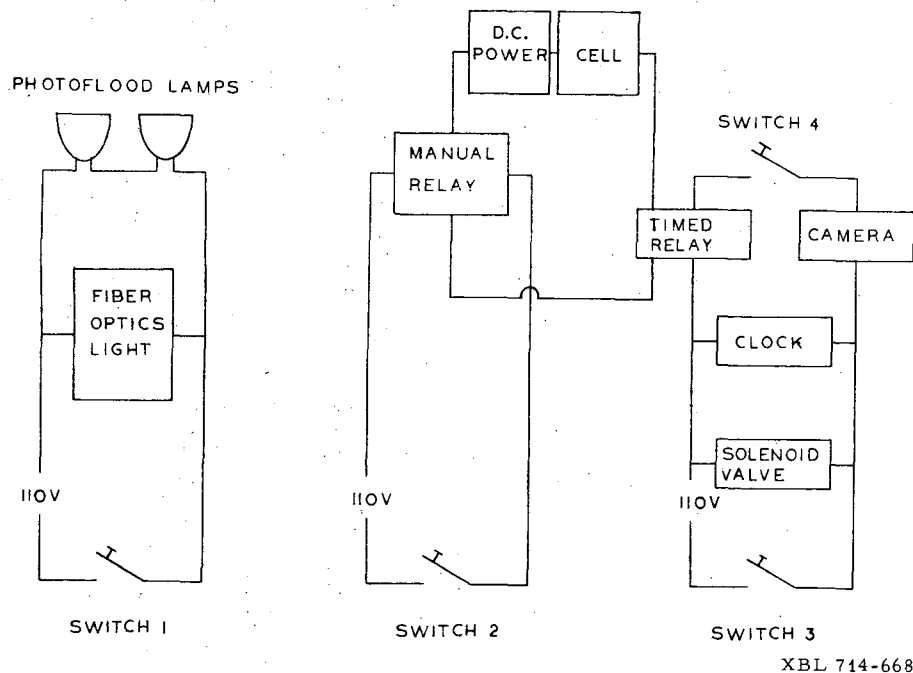 PHOTOFLOOD LAMPS
FIBER
OPTICS
LIGHT
110V
SWITCH 1
D.C.
POWER
CELL
MANUAL
RELAY
110V
SWITCH 2
SWITCH 4
TIMED
RELAY
CAMERA
CLOCK
SOLENOID
VALVE
110V
SWITCH 3
XBL 714-668